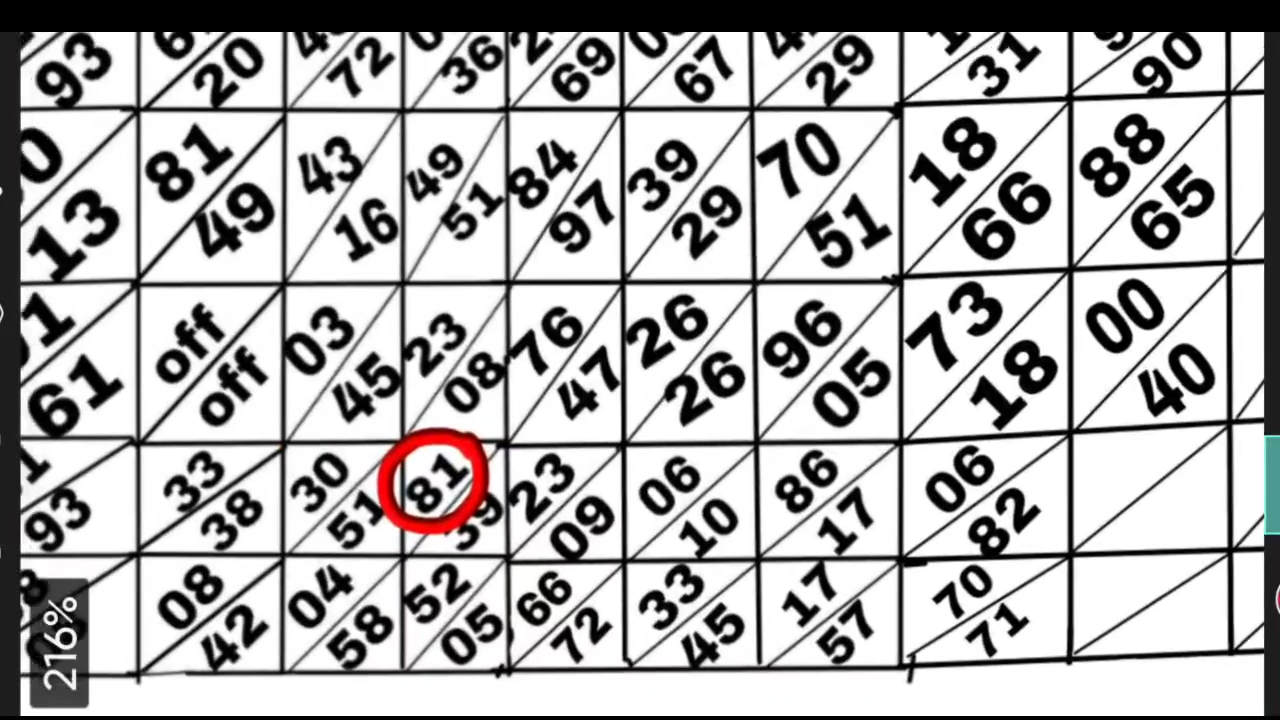 93 20 72 36 69 67 29 31 90
81 43 49 84 39 70 18 88
13 49 16 51 97 29 51 66 65
off 03 23 76 26 96 73 00
61 off 45 08 47 26 05 18 40
33 30 81 23 06 86 06
93 38 51 39 09 10 17 82
08 04 52 66 33 17 70
42 58 05 72 45 57 71
216%